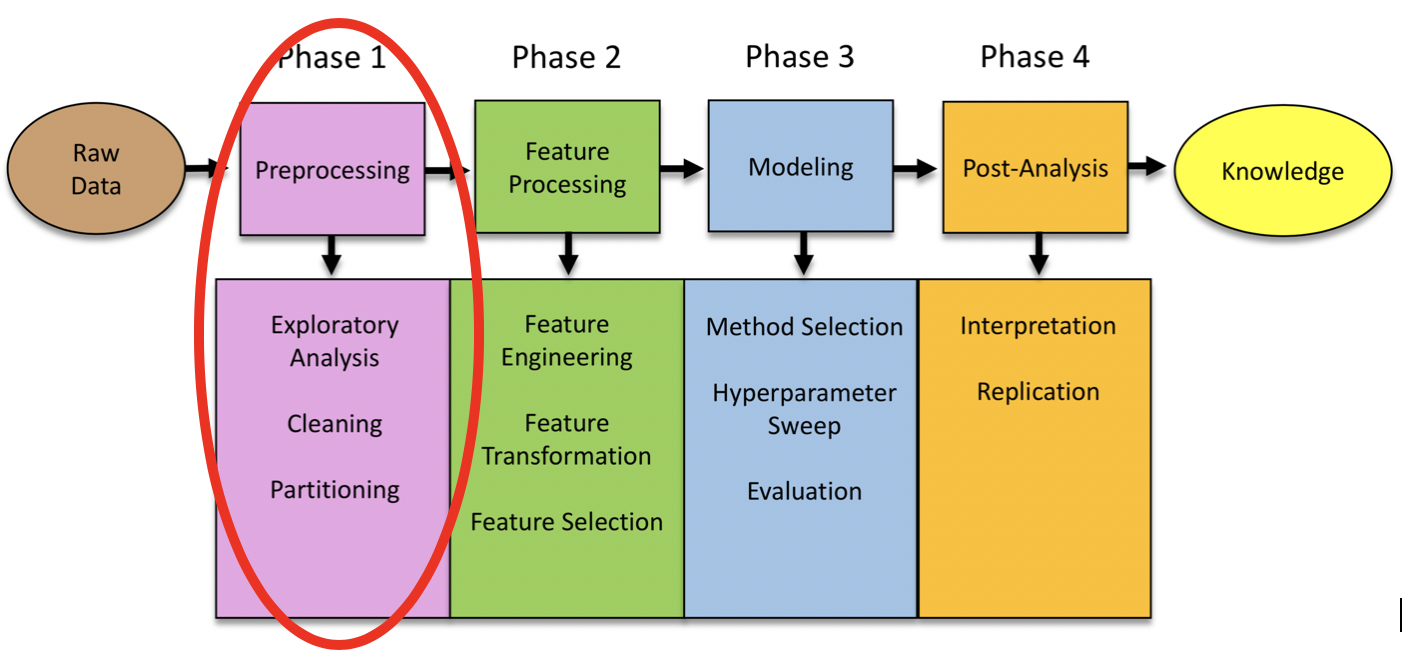 Phase 1
Phase 2
Phase 3
Phase 4
Raw
Data
Preprocessing
Feature
Processing
Modeling
Post-Analysis
Knowledge
Exploratory
Analysis
Cleaning
Partitioning
Feature
Engineering
Feature
Transformation
Feature Selection
Method Selection
Hyperparameter
Sweep
Evaluation
Interpretation
Replication